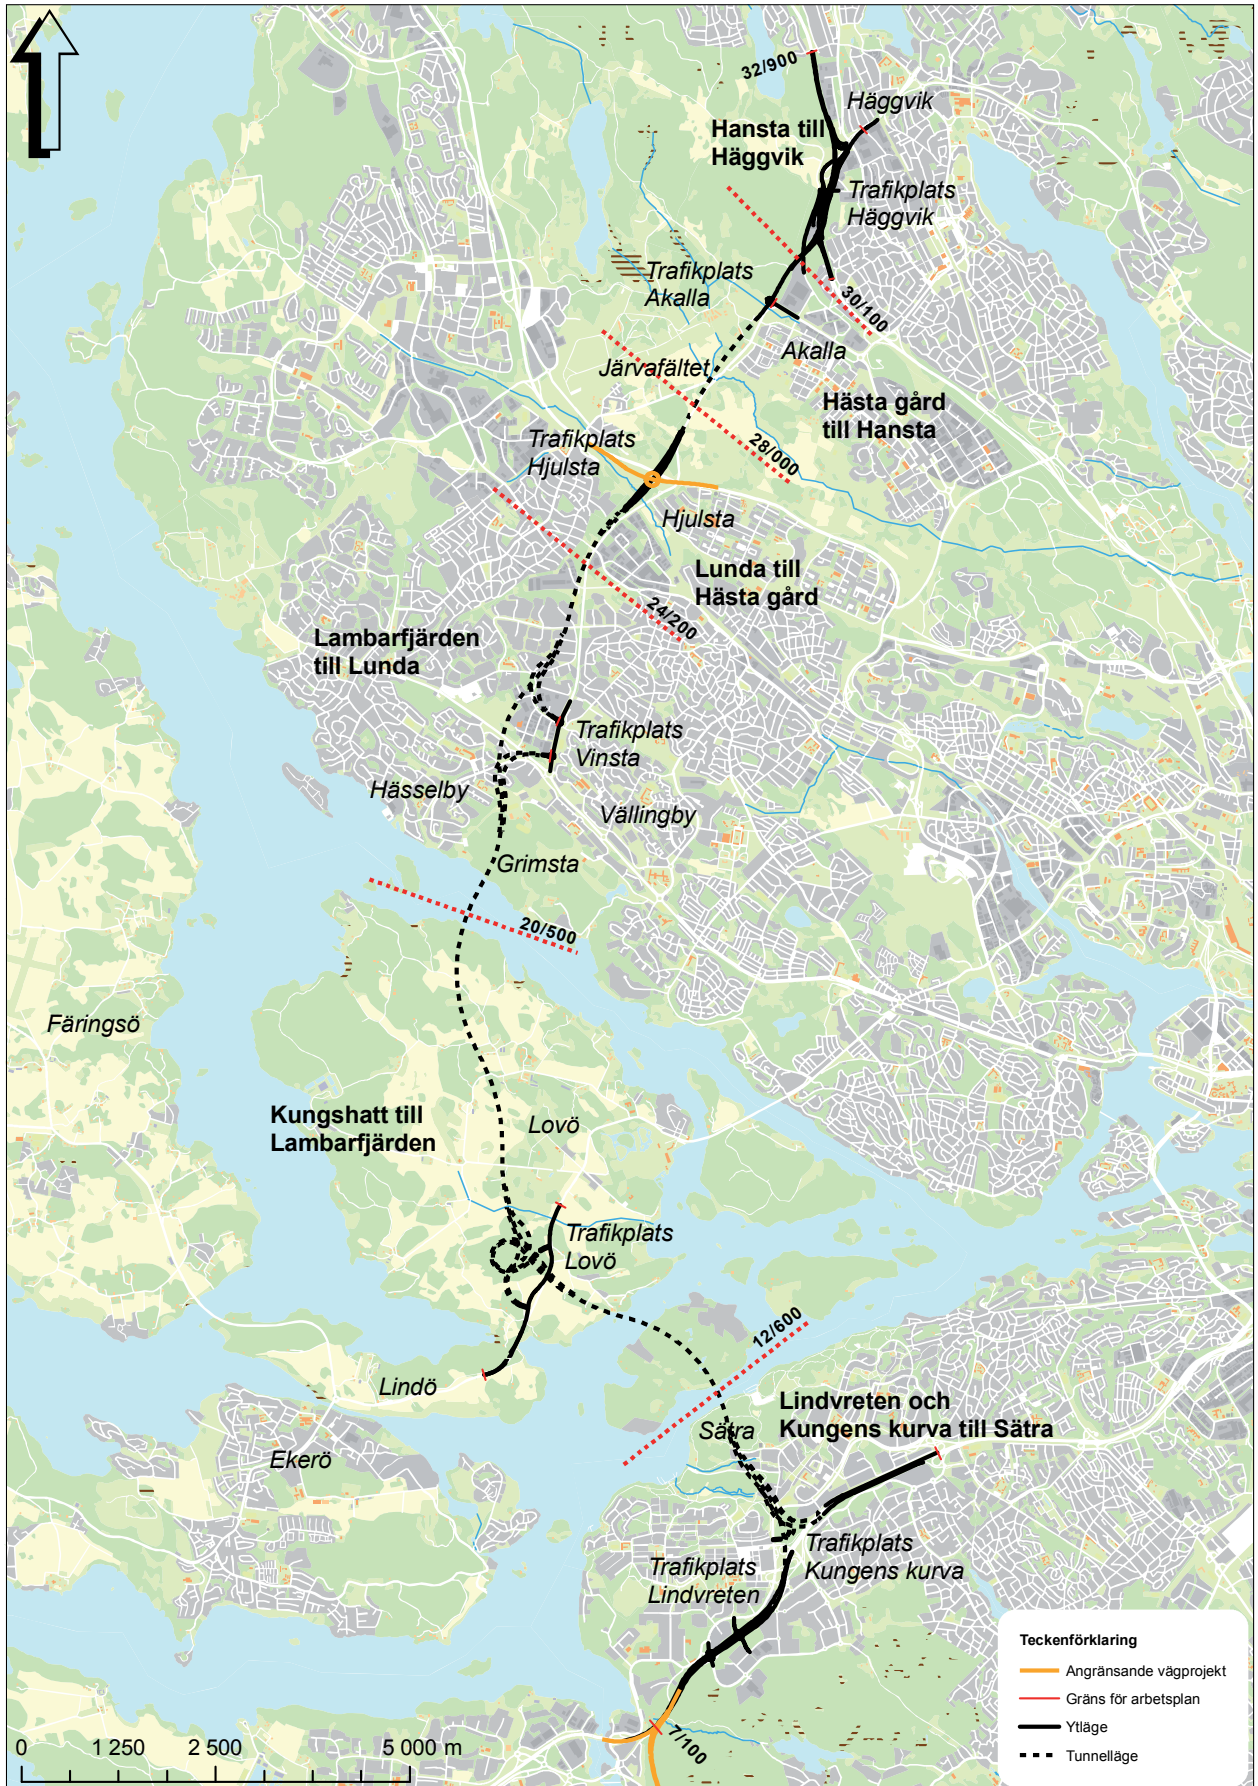 32/900
Häggvik
Hansta till
Häggvik
Trafikplats
Häggvik
Trafikplats
Akalla
30/100
Akalla
Järvafältet
Hästa gård
till Hansta
Trafikplats
Hjulsta
28/000
Hjulsta
Lunda till
Hästa gård
24/200
Lambarfjärden
till Lunda
Trafikplats
Vinsta
Hässelby
Vällingby
Grimsta
20/500
Färingsö
Kungshatt till
Lambarfjärden
Lovö
Trafikplats
Lovö
12/600
Lindö
Lindvreten och
Kungens kurva till Sätra
Sätra
Ekerö
Trafikplats
Kungens kurva
Trafikplats
Lindvreten
7/100
Teckenförklaring
Angränsande vägprojekt
Gräns för arbetsplan
Ytläge
Tunnelläge
0 1 250 2 500 5 000 m